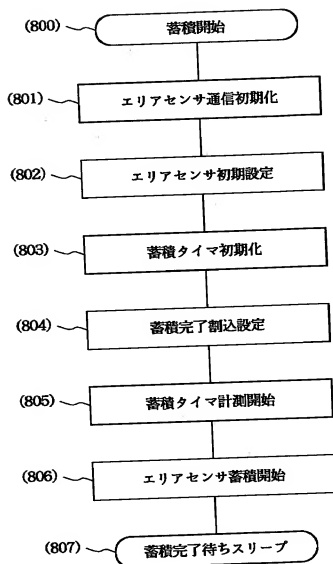 (800) 蓄積開始
(801) エリアセンサ通信初期化
(802) エリアセンサ初期設定
(803) 蓄積タイマ初期化
(804) 蓄積完了割込設定
(805) 蓄積タイマ計測開始
(806) エリアセンサ蓄積開始
(807) 蓄積完了待ちスリープ